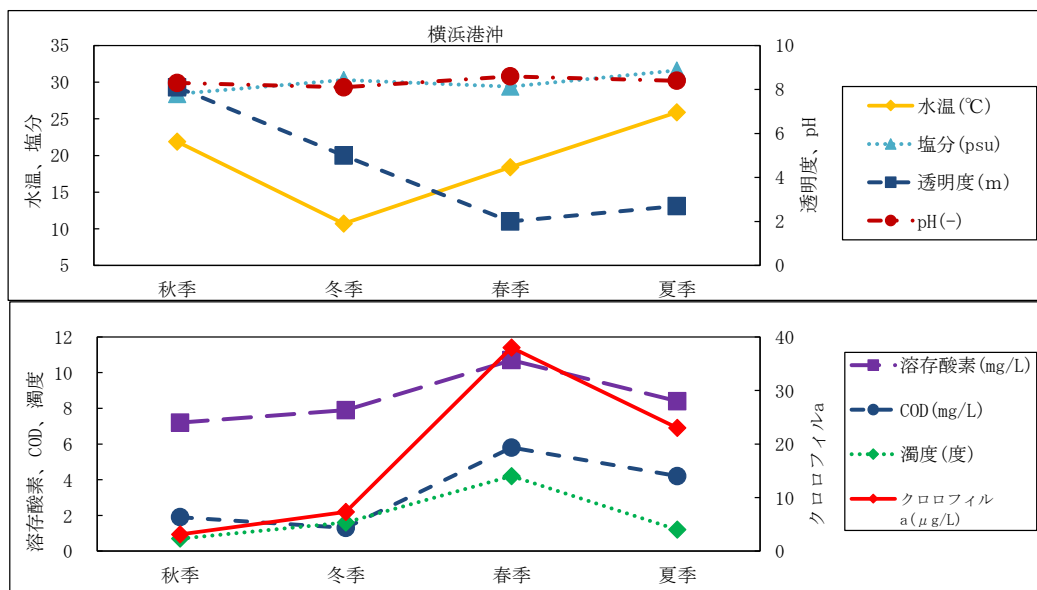 横浜港沖
35
30
25
20
15
10
5
水温、塩分
10
8
6
4
2
0
透明度、pH
秋季
冬季
春季
夏季
水温(℃)
塩分(psu)
透明度(m)
pH(-)
12
10
8
6
4
2
0
溶存酸素、COD、濁度
40
30
20
10
0
クロロフィルa
秋季
冬季
春季
夏季
溶存酸素(mg/L)
COD(mg/L)
濁度(度)
クロロフィル
a(μg/L)